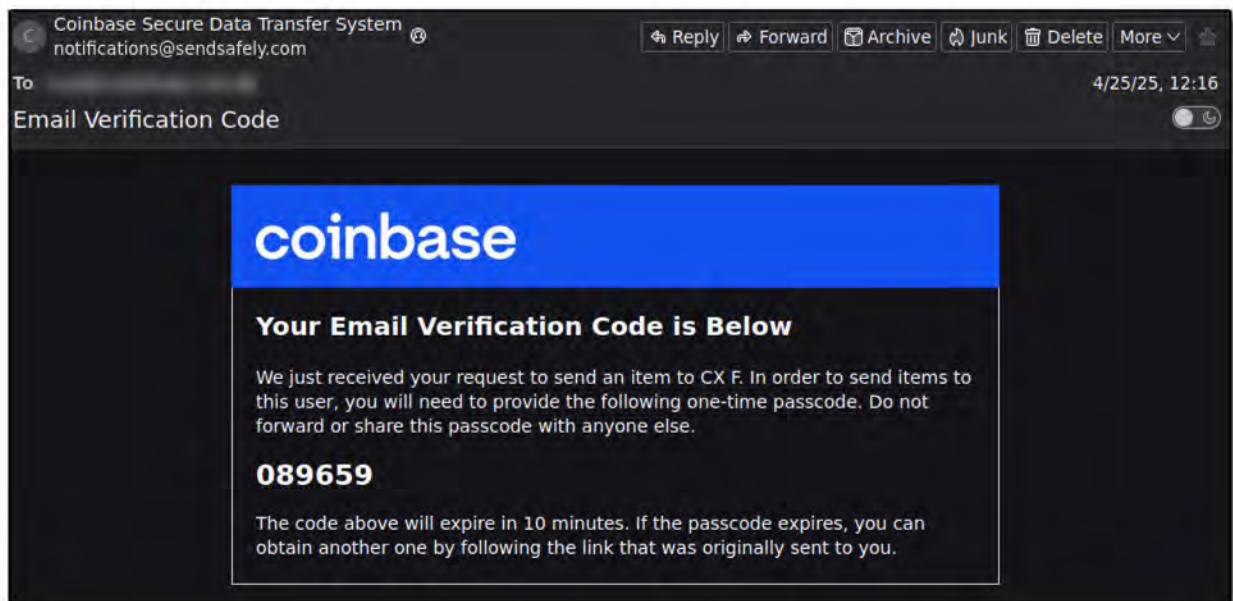 C
Coinbase Secure Data Transfer System
notifications@sendsafely.com
Reply Forward Archive Junk Delete More
To
4/25/25, 12:16
Email Verification Code
coinbase
Your Email Verification Code is Below
We just received your request to send an item to CX F. In order to send items to
this user, you will need to provide the following one-time passcode. Do not
forward or share this passcode with anyone else.
089659
The code above will expire in 10 minutes. If the passcode expires, you can
obtain another one by following the link that was originally sent to you.